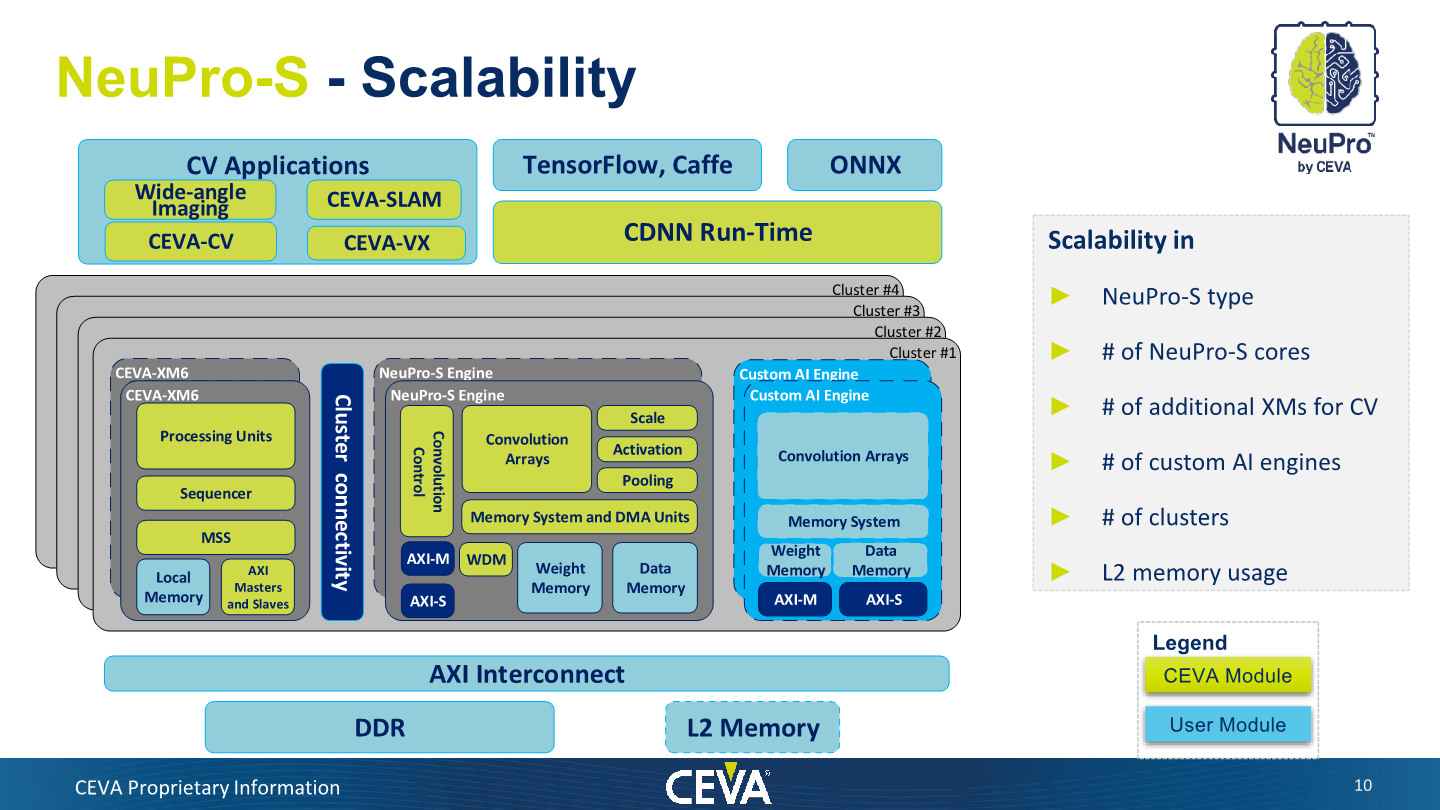 NeuPro-S - Scalability
NeuPro™
by CEVA
CV Applications
Wide-angle
Imaging
CEVA-SLAM
CEVA-CV
CEVA-VX
TensorFlow, Caffe
ONNX
CDNN Run-Time
Cluster #4
Cluster #3
Cluster #2
Cluster #1
CEVA-XM6
CEVA-XM6
Processing Units
Sequencer
MSS
Local
Memory
AXI
Masters
and Slaves
Cluster connectivity
NeuPro-S Engine
NeuPro-S Engine
Convolution
Control
Convolution
Arrays
Scale
Activation
Pooling
Memory System and DMA Units
AXI-M
WDM
AXI-S
Weight
Memory
Data
Memory
Custom AI Engine
Custom AI Engine
Convolution Arrays
Memory System
Weight
Memory
Data
Memory
AXI-M
AXI-S
AXI Interconnect
DDR
L2 Memory
Scalability in
► NeuPro-S type
► # of NeuPro-S cores
► # of additional XMs for CV
► # of custom AI engines
► # of clusters
► L2 memory usage
Legend
CEVA Module
User Module
CEVA Proprietary Information
CEVA®
10